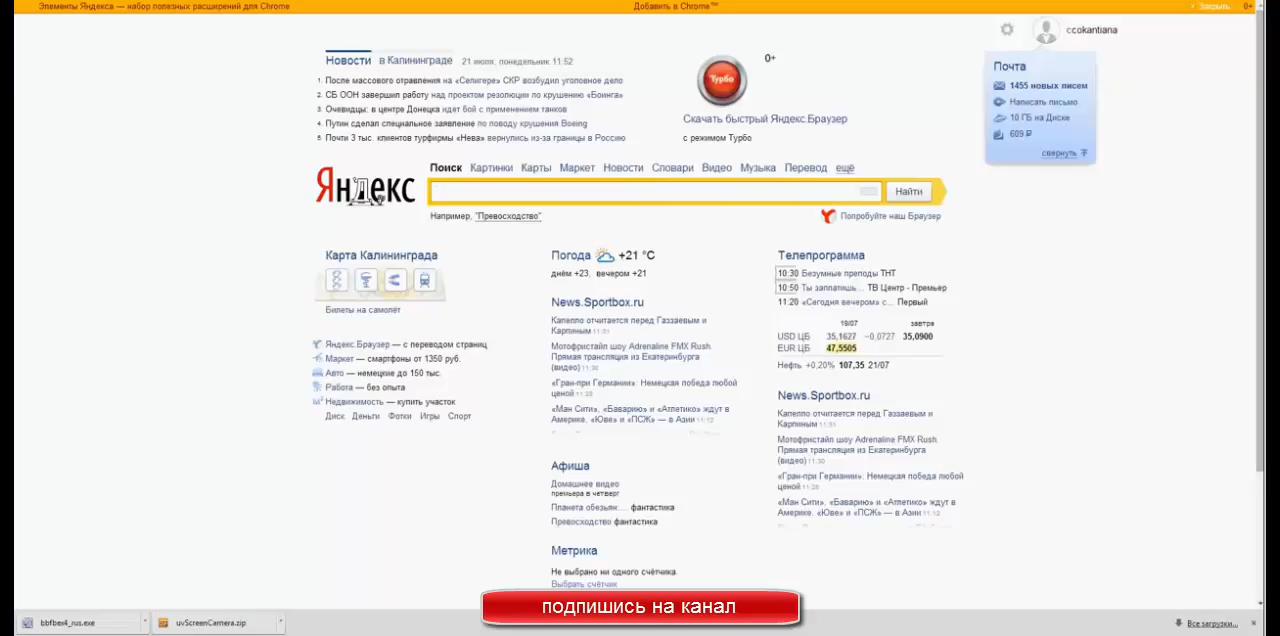 Элементы Яндекса — набор полезных расширений для Chrome
Добавить в Chrome™
Закрыть
0+
ccokantiana
Новости в Калининграде 21 июля, понедельник 11:52
1. После массового отравления на «Селигере» СКР возбудил уголовное дело
2. СБ ООН завершил работу над проектом резолюции по крушению «Боинга»
3. Очевидцы: в центре Донецка идет бой с применением танков
4. Путин сделал специальное заявление по поводу крушения Boeing
5. Почти 3 тыс. клиентов турфирмы «Нева» вернулись из-за границы в Россию
Турбо
0+
Скачать быстрый Яндекс.Браузер
с режимом Турбо
Почта
1455 новых писем
Написать письмо
10 ГБ на Диске
609 ₽
свернуть
Поиск Картинки Карты Маркет Новости Словари Видео Музыка Перевод ещё
Яндекс
Найти
Например, "Превосходство"
Попробуйте наш Браузер
Карта Калининграда
Билеты на самолёт
Яндекс.Браузер — с переводом страниц
Маркет — смартфоны от 1350 руб.
Авто — немецкие до 150 тыс.
Работа — без опыта
Недвижимость — купить участок
Диск Деньги Фотки Игры Спорт
Погода +21 °C
днём +23, вечером +21
News.Sportbox.ru
Капелло отчитается перед Газзаевым и
Карпиным 11:51
Мотофристайл шоу Adrenaline FMX Rush.
Прямая трансляция из Екатеринбурга
(видео) 11:30
«Гран-при Германии»: Немецкая победа любой
ценой 11:28
«Ман Сити», «Баварию» и «Атлетико» ждут в
Америке, «Юве» и «ПСЖ» — в Азии 11:12
Афиша
Домашнее видео
премьера в четверг
Планета обезьян:... фантастика
Превосходство фантастика
Метрика
Не выбрано ни одного счётчика.
Выбрать счётчик
Телепрограмма
10:30 Безумные преподы ТНТ
10:50 Ты заплатишь... ТВ Центр - Премьер
11:20 «Сегодня вечером» с... Первый
19/07 завтра
USD ЦБ 35,1627 −0,0727 35,0900
EUR ЦБ 47,5505
Нефть +0,20% 107,35 21/07
News.Sportbox.ru
Капелло отчитается перед Газзаевым и
Карпиным 11:51
Мотофристайл шоу Adrenaline FMX Rush.
Прямая трансляция из Екатеринбурга
(видео) 11:30
«Гран-при Германии»: Немецкая победа любой
ценой 11:28
«Ман Сити», «Баварию» и «Атлетико» ждут в
Америке, «Юве» и «ПСЖ» — в Азии 11:12
подпишись на канал
bbfbex4_rus.exe
uvScreenCamera.zip
Все загрузки...